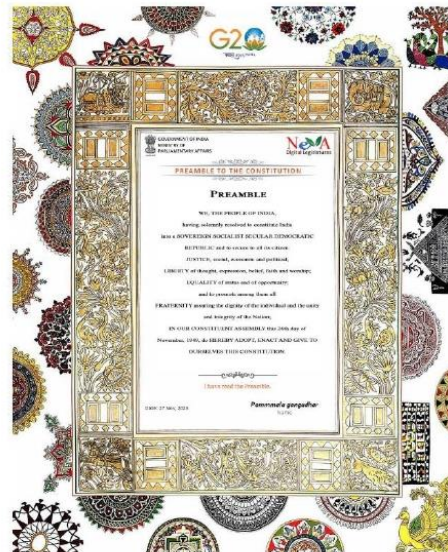 G20
GOVERNMENT OF INDIA
MINISTRY OF
PARLIAMENTARY AFFAIRS
NeVA
Digital Legislatures
PREAMBLE TO THE CONSTITUTION
PREAMBLE
WE, THE PEOPLE OF INDIA,
having solemnly resolved to constitute India
into a SOVEREIGN SOCIALIST SECULAR DEMOCRATIC
REPUBLIC and to secure to all its citizens
JUSTICE, social, economic and political;
LIBERTY of thought, expression, belief, faith and worship;
EQUALITY of status and of opportunity;
and to promote among them all
FRATERNITY assuring the dignity of the individual and the unity
and integrity of the Nation;
IN OUR CONSTITUENT ASSEMBLY this 26th day of
November, 1949, do HEREBY ADOPT, ENACT AND GIVE TO
OURSELVES THIS CONSTITUTION
I have read the Preamble.
DATE: 27 Nov, 2023
Pammmala gangadhar
NAME